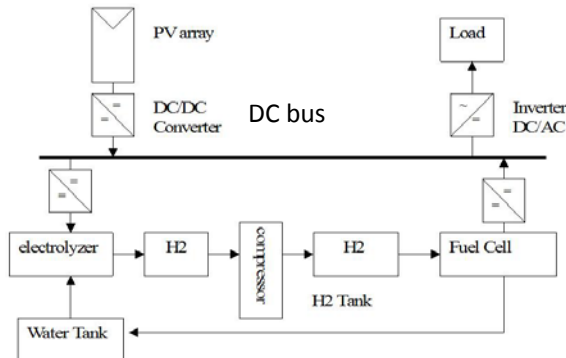 PV array
Load
DC/DC
Converter
DC bus
Inverter
DC/AC
=
=
~
=
=
=
=
=
electrolyzer
H2
compressor
H2
Fuel Cell
H2 Tank
Water Tank